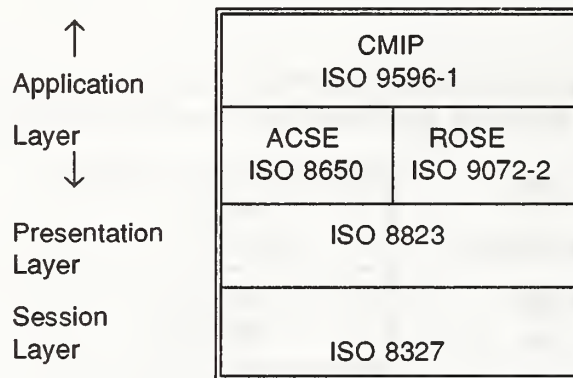 Application
Layer
CMIP
ISO 9596-1
ACSE
ISO 8650
ROSE
ISO 9072-2
Presentation
Layer
ISO 8823
Session
Layer
ISO 8327